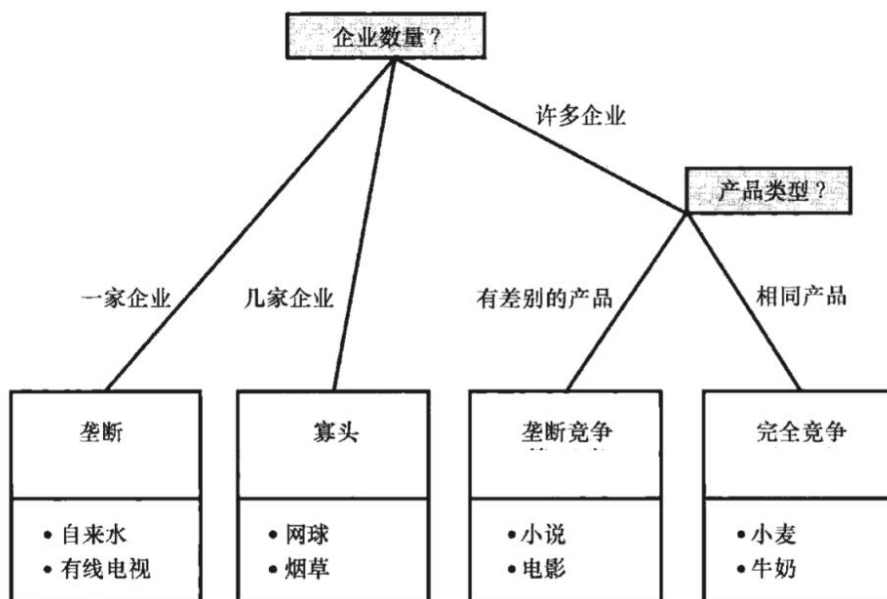 企业数量？
许多企业
产品类型？
一家企业
几家企业
有差别的产品
相同产品
垄断
寡头
垄断竞争
完全竞争
• 自来水
• 有线电视
• 网球
• 烟草
• 小说
• 电影
• 小麦
• 牛奶